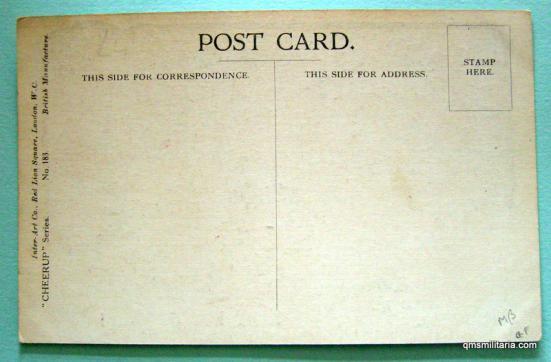 POST CARD.
THIS SIDE FOR CORRESPONDENCE.
THIS SIDE FOR ADDRESS.
STAMP
HERE.
Inter-Art Co., Red Lion Square, London, W.C.
British Manufacture.
"CHEERUP" Series. No. 183.
MB
qmsmilitaria.com